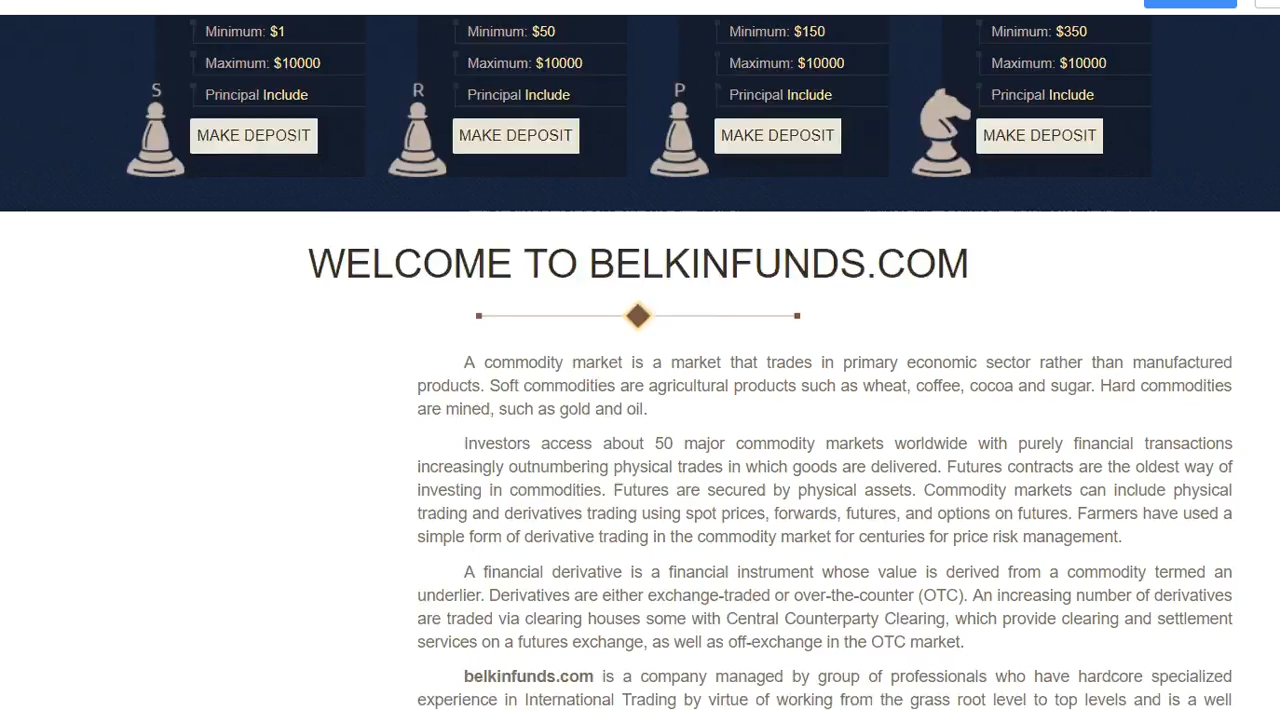 Minimum: $1 Minimum: $50 Minimum: $150 Minimum: $350
Maximum: $10000 Maximum: $10000 Maximum: $10000 Maximum: $10000
S R P
Principal Include Principal Include Principal Include Principal Include
MAKE DEPOSIT MAKE DEPOSIT MAKE DEPOSIT MAKE DEPOSIT
WELCOME TO BELKINFUNDS.COM
A commodity market is a market that trades in primary economic sector rather than manufactured
products. Soft commodities are agricultural products such as wheat, coffee, cocoa and sugar. Hard commodities
are mined, such as gold and oil.
Investors access about 50 major commodity markets worldwide with purely financial transactions
increasingly outnumbering physical trades in which goods are delivered. Futures contracts are the oldest way of
investing in commodities. Futures are secured by physical assets. Commodity markets can include physical
trading and derivatives trading using spot prices, forwards, futures, and options on futures. Farmers have used a
simple form of derivative trading in the commodity market for centuries for price risk management.
A financial derivative is a financial instrument whose value is derived from a commodity termed an
underlier. Derivatives are either exchange-traded or over-the-counter (OTC). An increasing number of derivatives
are traded via clearing houses some with Central Counterparty Clearing, which provide clearing and settlement
services on a futures exchange, as well as off-exchange in the OTC market.
belkinfunds.com is a company managed by group of professionals who have hardcore specialized
experience in International Trading by virtue of working from the grass root level to top levels and is a well